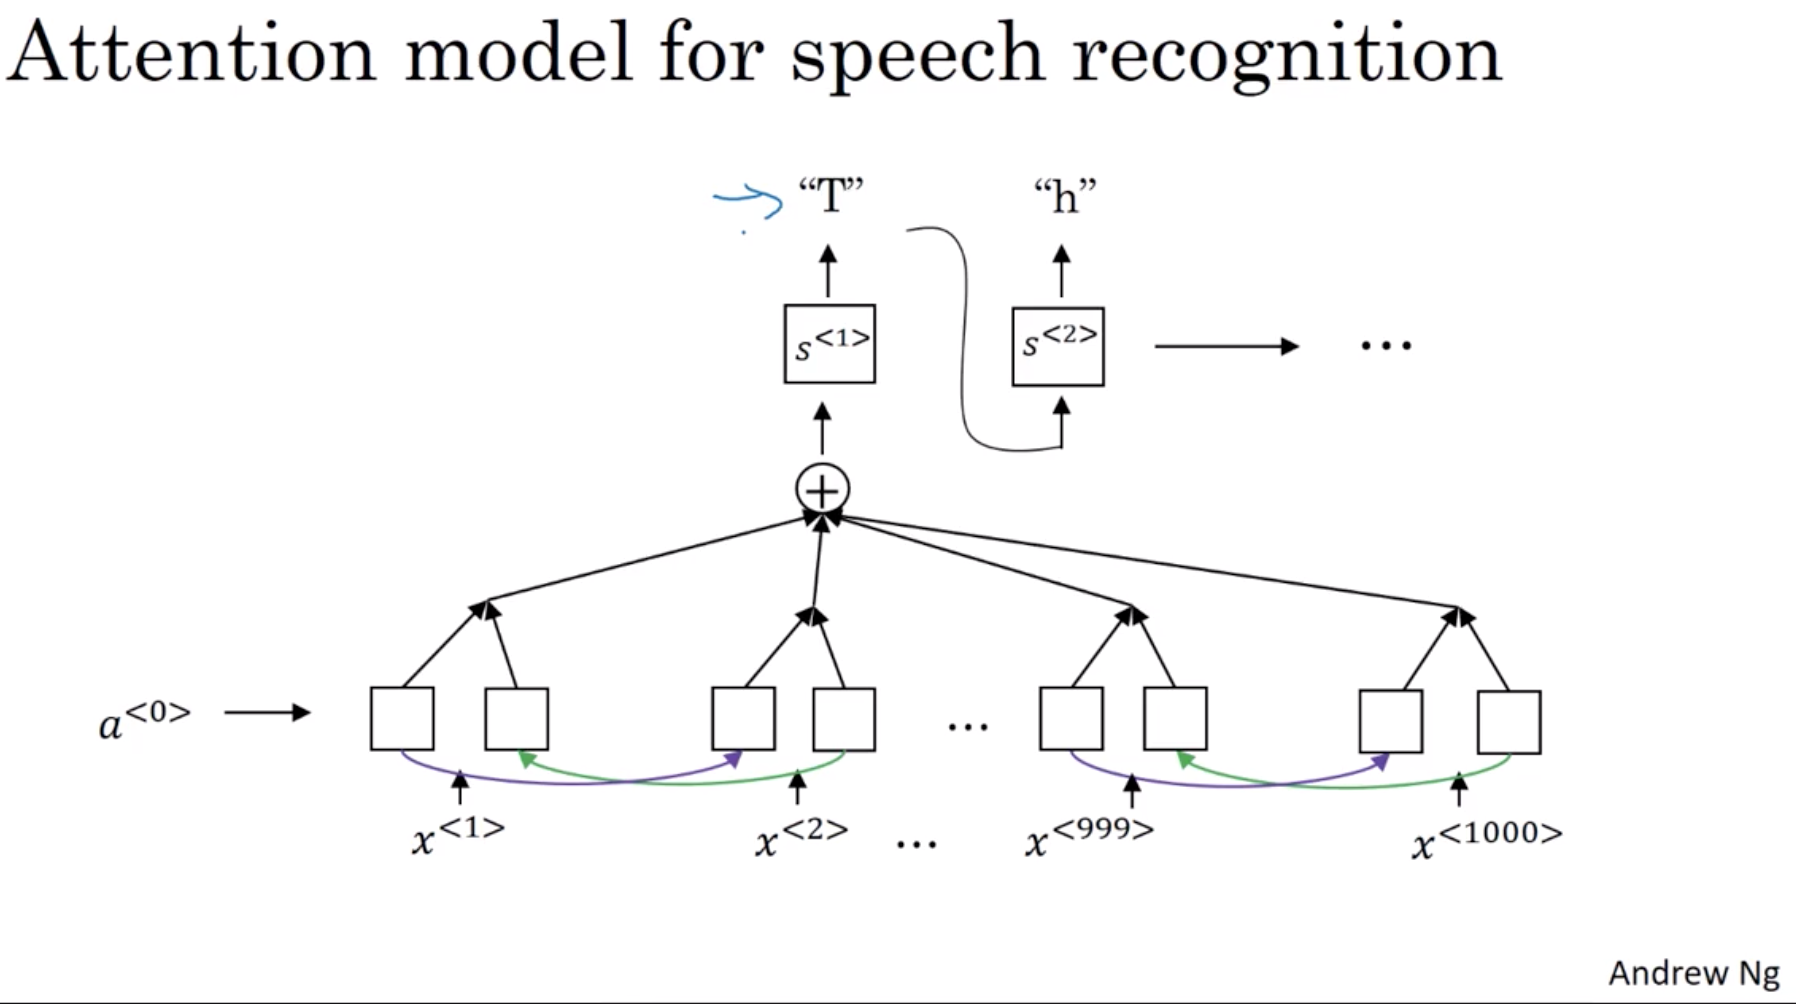 Attention model for speech recognition
“T” “h”
s<1> s<2> ...
+
a<0> ...
x<1> x<2> ... x<999> x<1000>
Andrew Ng